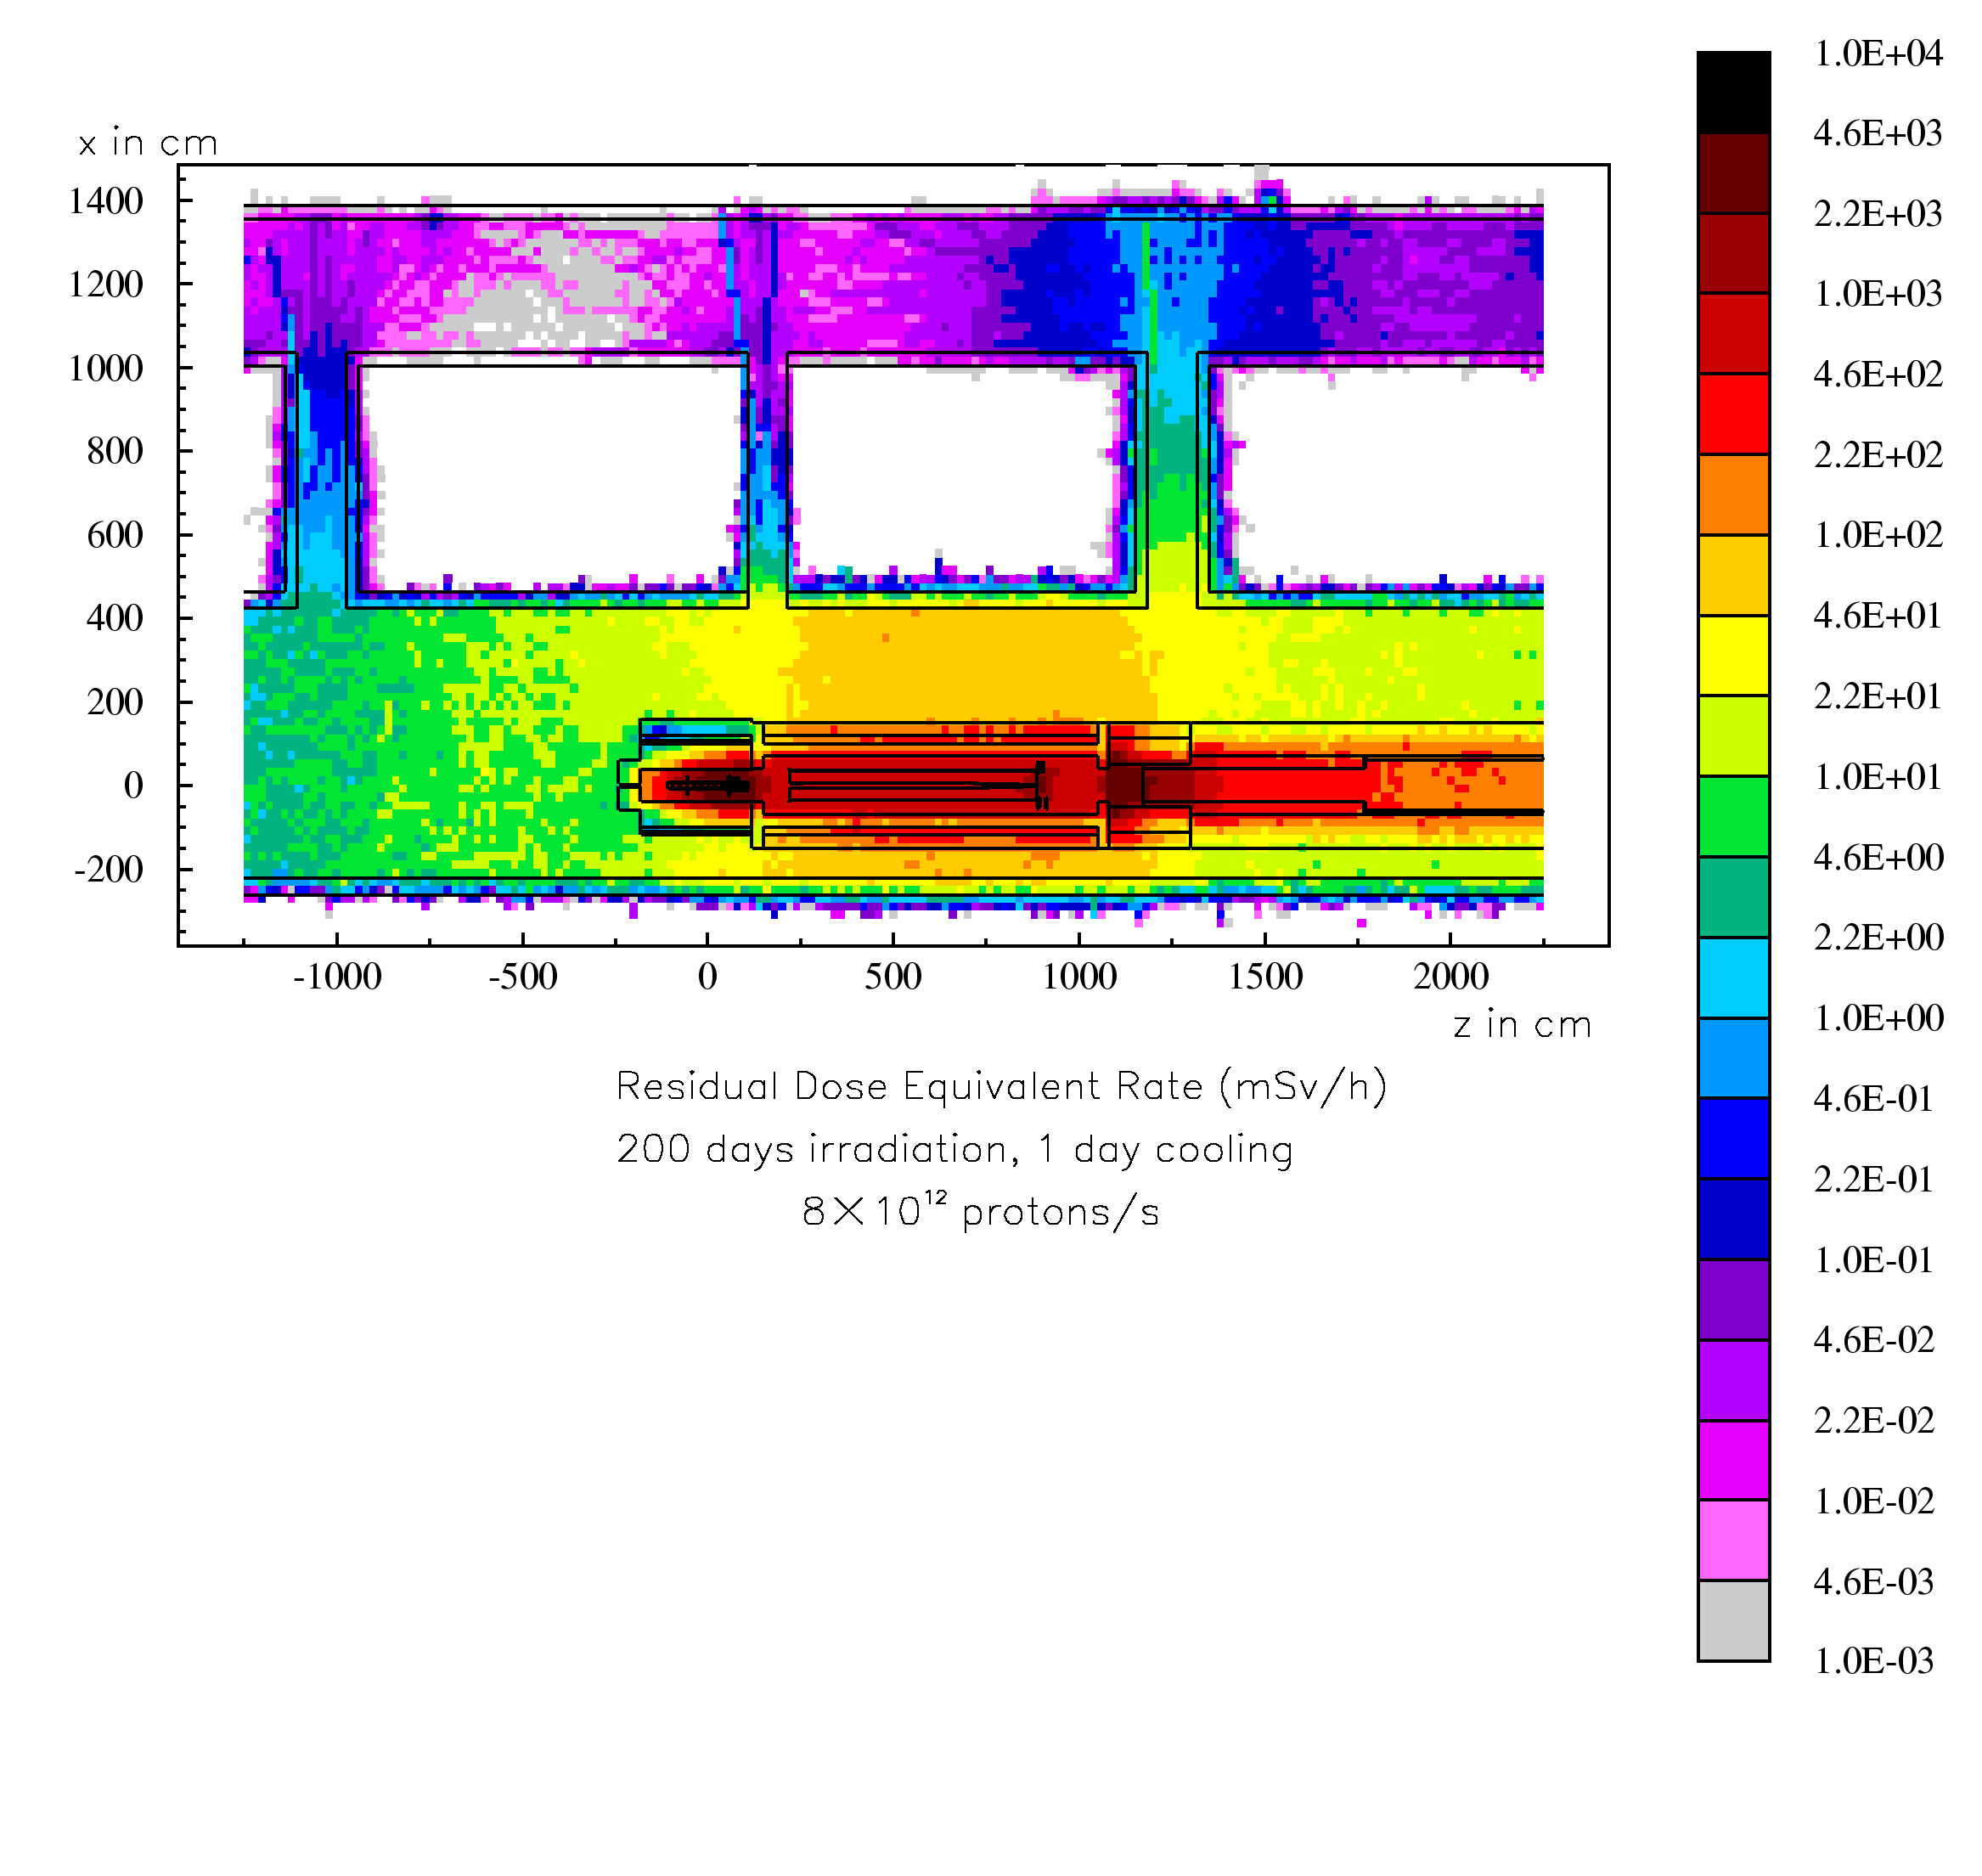 x in cm
1400
1200
1000
800
600
400
200
0
-200
-1000 -500 0 500 1000 1500 2000
z in cm
Residual Dose Equivalent Rate (mSv/h)
200 days irradiation, 1 day cooling
8×10¹² protons/s
1.0E+04
4.6E+03
2.2E+03
1.0E+03
4.6E+02
2.2E+02
1.0E+02
4.6E+01
2.2E+01
1.0E+01
4.6E+00
2.2E+00
1.0E+00
4.6E-01
2.2E-01
1.0E-01
4.6E-02
2.2E-02
1.0E-02
4.6E-03
1.0E-03